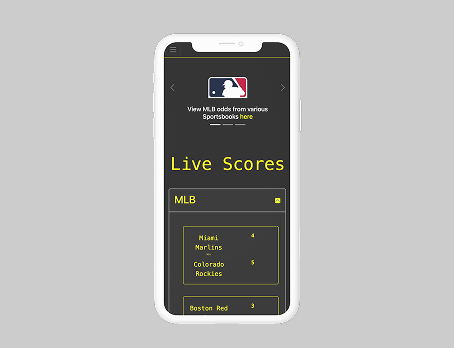 View MLB odds from various
Sportsbooks here
Live Scores
MLB
Miami
Marlins
4
Colorado
Rockies
5
Boston Red
3